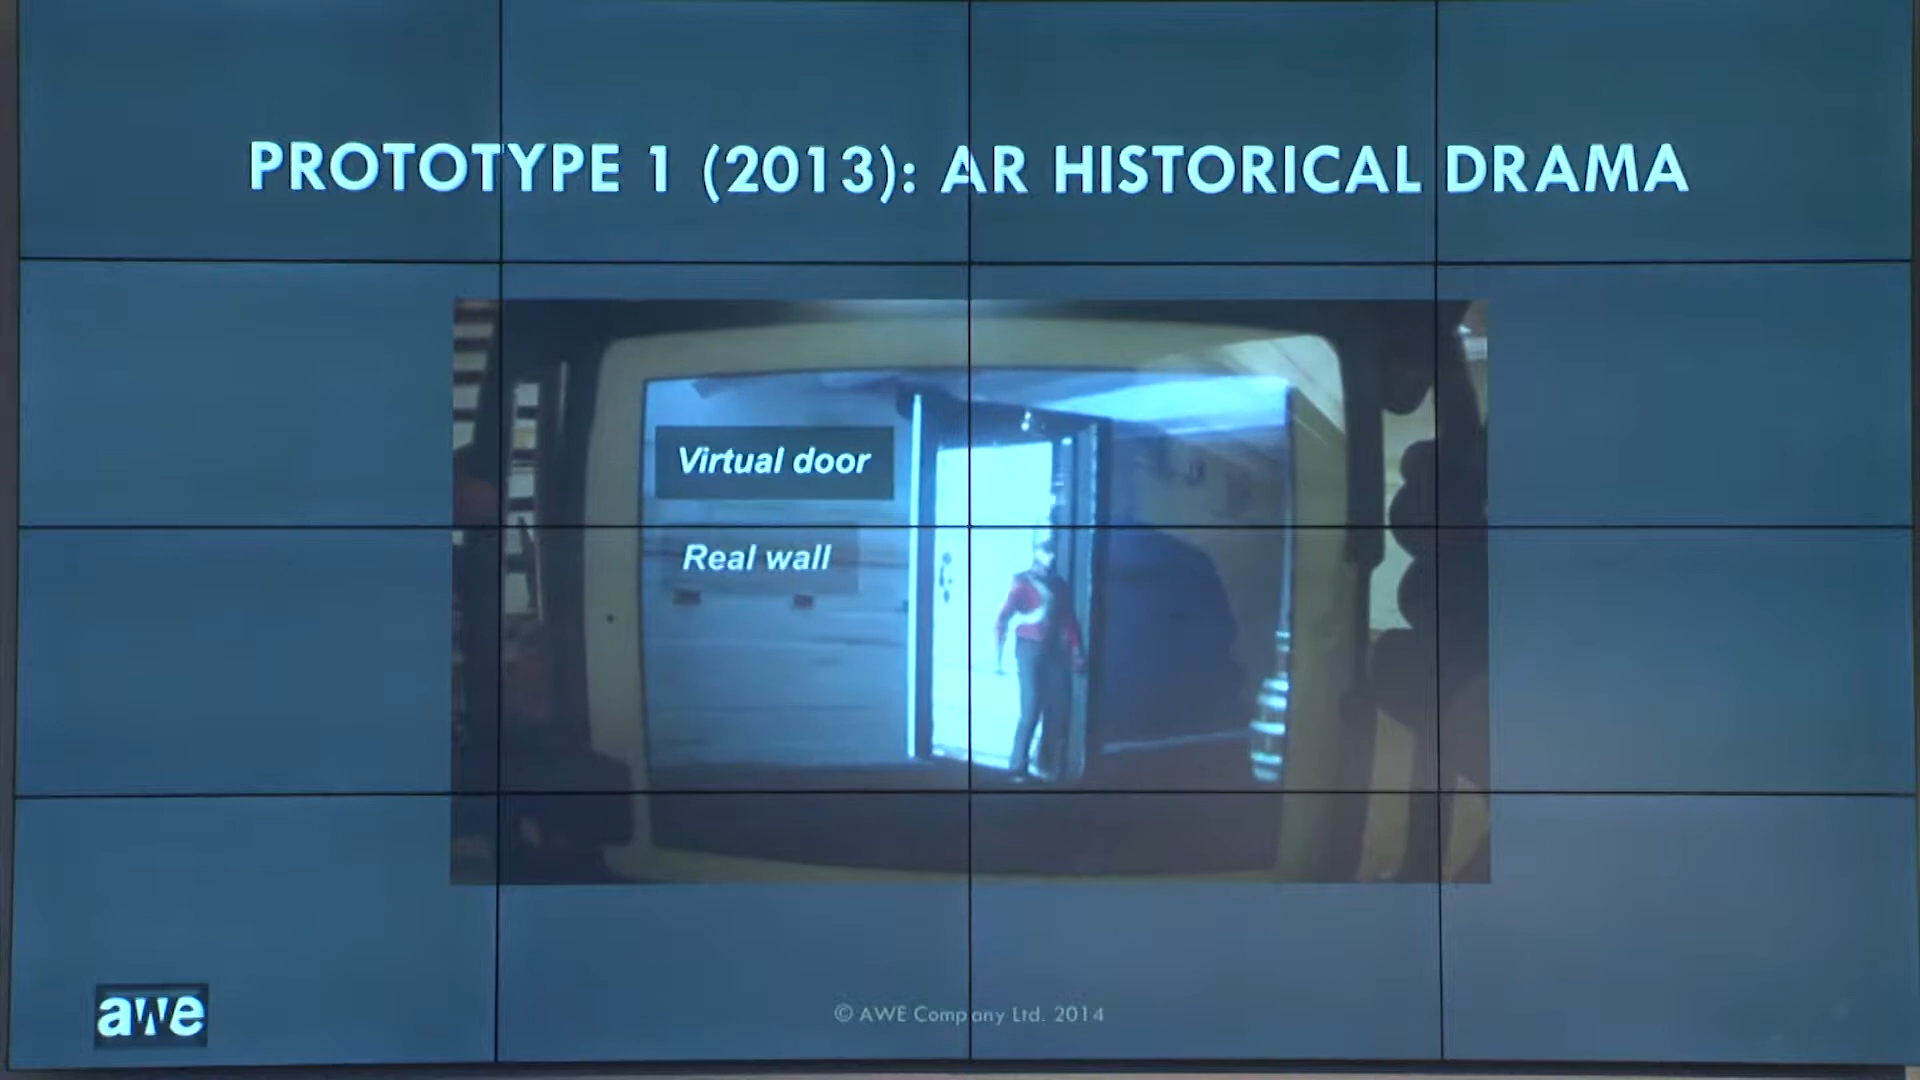 PROTOTYPE 1 (2013): AR HISTORICAL DRAMA
Virtual door
Real wall
awe
© AWE Company Ltd. 2014